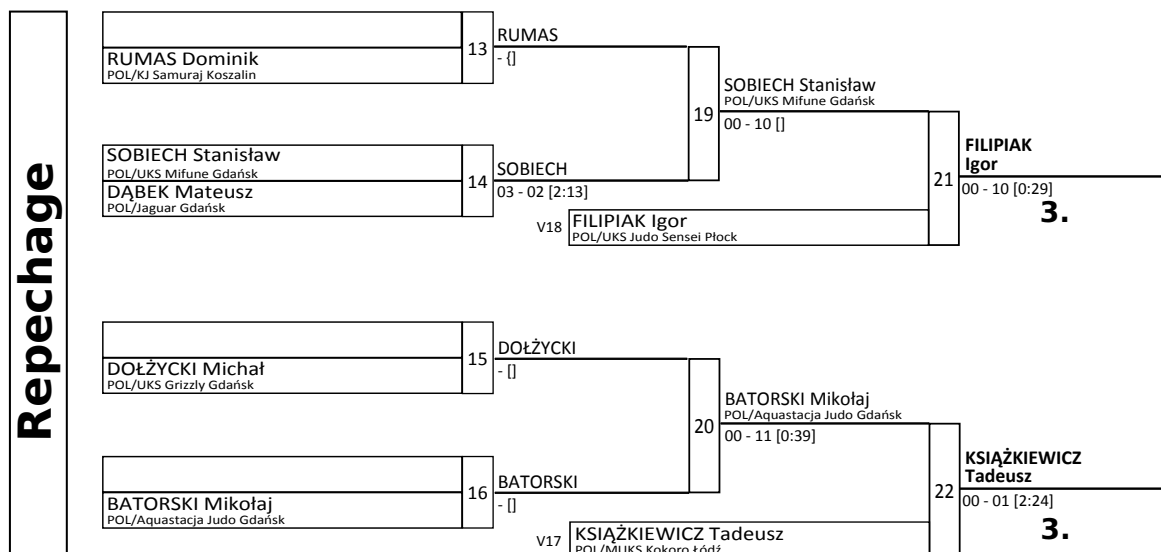 Repechage
RUMAS Dominik
POL/KJ Samuraj Koszalin
13
RUMAS
- {]
SOBIECH Stanisław
POL/UKS Mifune Gdańsk
DĄBEK Mateusz
POL/Jaguar Gdańsk
14
SOBIECH
03 - 02 [2:13]
19
SOBIECH Stanisław
POL/UKS Mifune Gdańsk
00 - 10 []
V18
FILIPIAK Igor
POL/UKS Judo Sensei Płock
21
FILIPIAK
Igor
00 - 10 [0:29]
3.
DOŁŻYCKI Michał
POL/UKS Grizzly Gdańsk
15
DOŁŻYCKI
- []
BATORSKI Mikołaj
POL/Aquastacja Judo Gdańsk
16
BATORSKI
- []
20
BATORSKI Mikołaj
POL/Aquastacja Judo Gdańsk
00 - 11 [0:39]
V17
KSIĄŻKIEWICZ Tadeusz
POL/MUKS Kokoro Łódź
22
KSIĄŻKIEWICZ
Tadeusz
00 - 01 [2:24]
3.